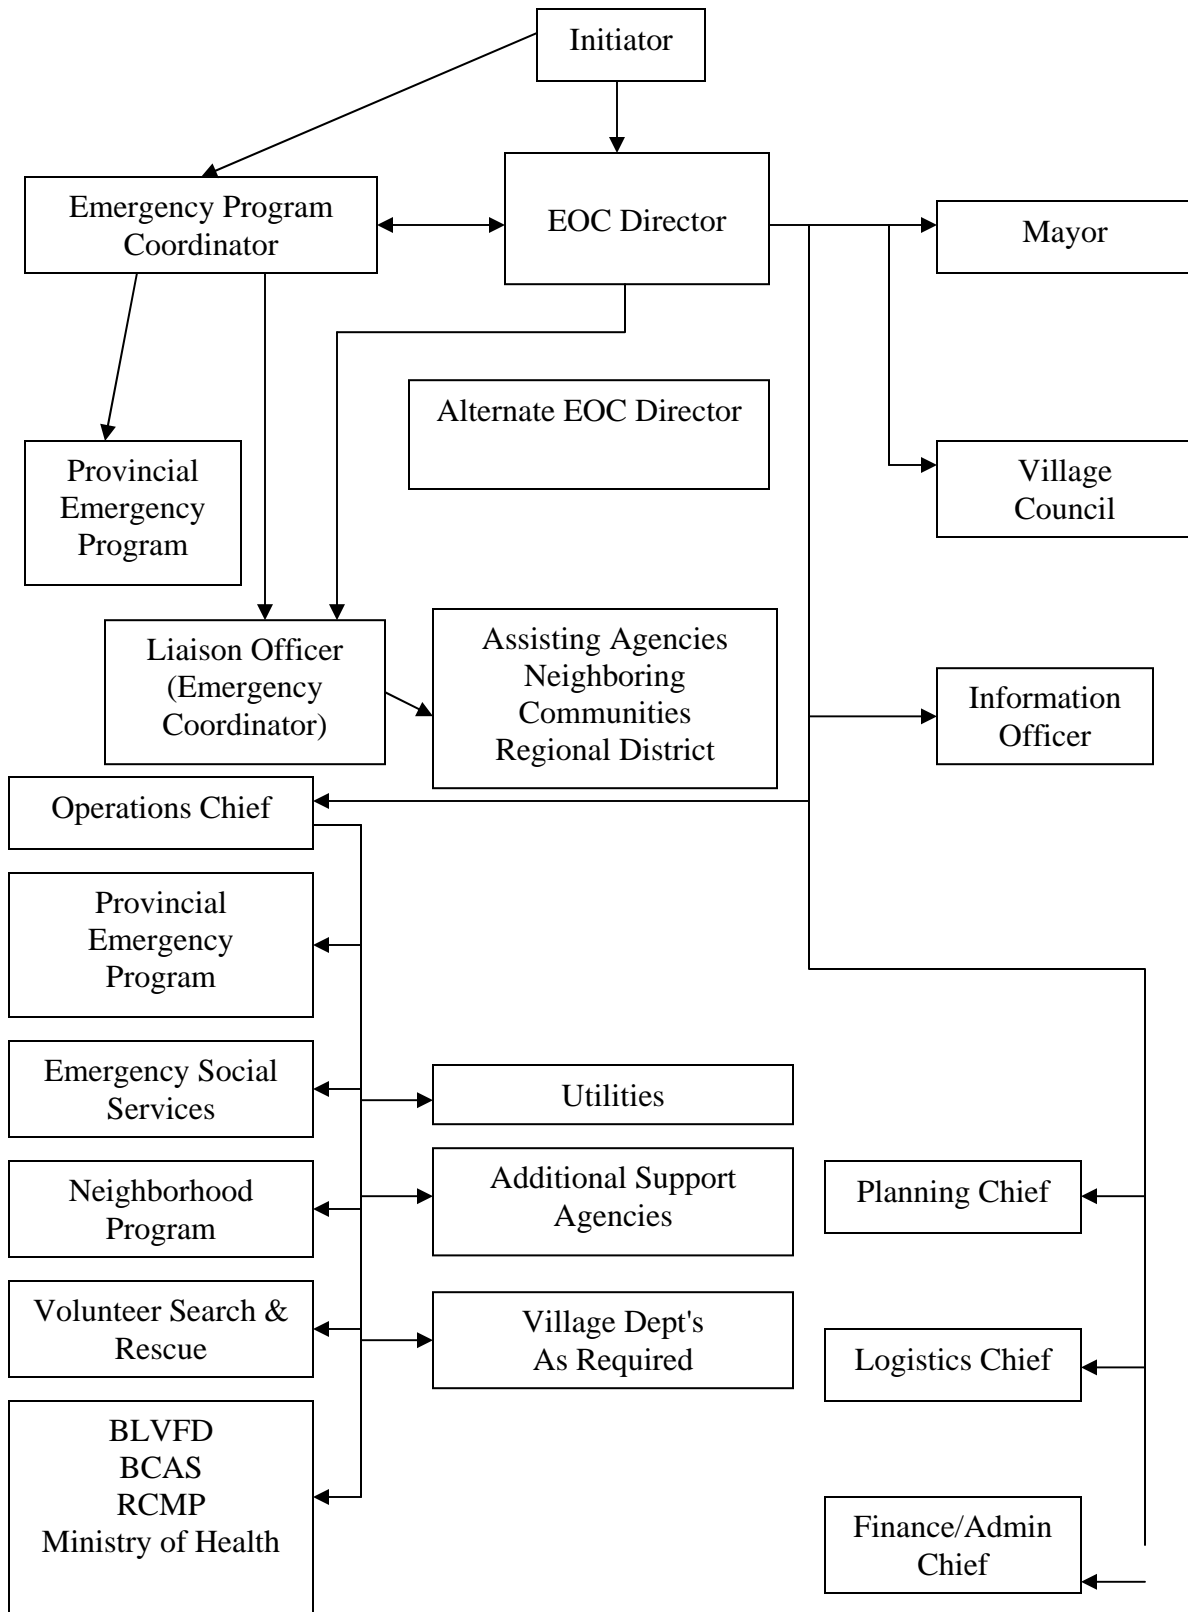 Initiator
Emergency Program
Coordinator
EOC Director
Mayor
Alternate EOC Director
Provincial
Emergency
Program
Village
Council
Liaison Officer
(Emergency
Coordinator)
Assisting Agencies
Neighboring
Communities
Regional District
Information
Officer
Operations Chief
Provincial
Emergency
Program
Emergency Social
Services
Utilities
Neighborhood
Program
Additional Support
Agencies
Planning Chief
Volunteer Search &
Rescue
Village Dept's
As Required
Logistics Chief
BLVFD
BCAS
RCMP
Ministry of Health
Finance/Admin
Chief